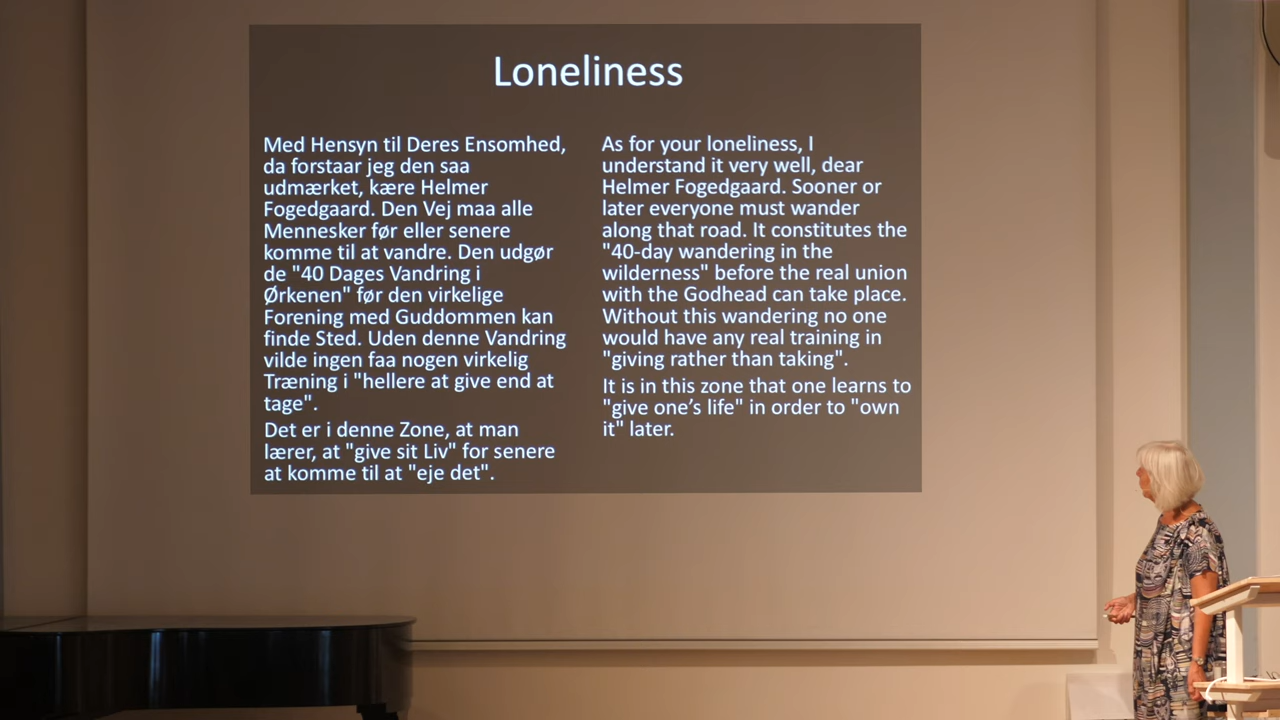 Loneliness
Med Hensyn til Deres Ensomhed,
da forstaar jeg den saa
udmærket, kære Helmer
Fogedgaard. Den Vej maa alle
Mennesker før eller senere
komme til at vandre. Den udgør
de "40 Dages Vandring i
Ørkenen" før den virkelige
Forening med Guddommen kan
finde Sted. Uden denne Vandring
vilde ingen faa nogen virkelig
Træning i "hellere at give end at
tage".
Det er i denne Zone, at man
lærer, at "give sit Liv" for senere
at komme til at "eje det".
As for your loneliness, I
understand it very well, dear
Helmer Fogedgaard. Sooner or
later everyone must wander
along that road. It constitutes the
"40-day wandering in the
wilderness" before the real union
with the Godhead can take place.
Without this wandering no one
would have any real training in
"giving rather than taking".
It is in this zone that one learns to
"give one’s life" in order to "own
it" later.